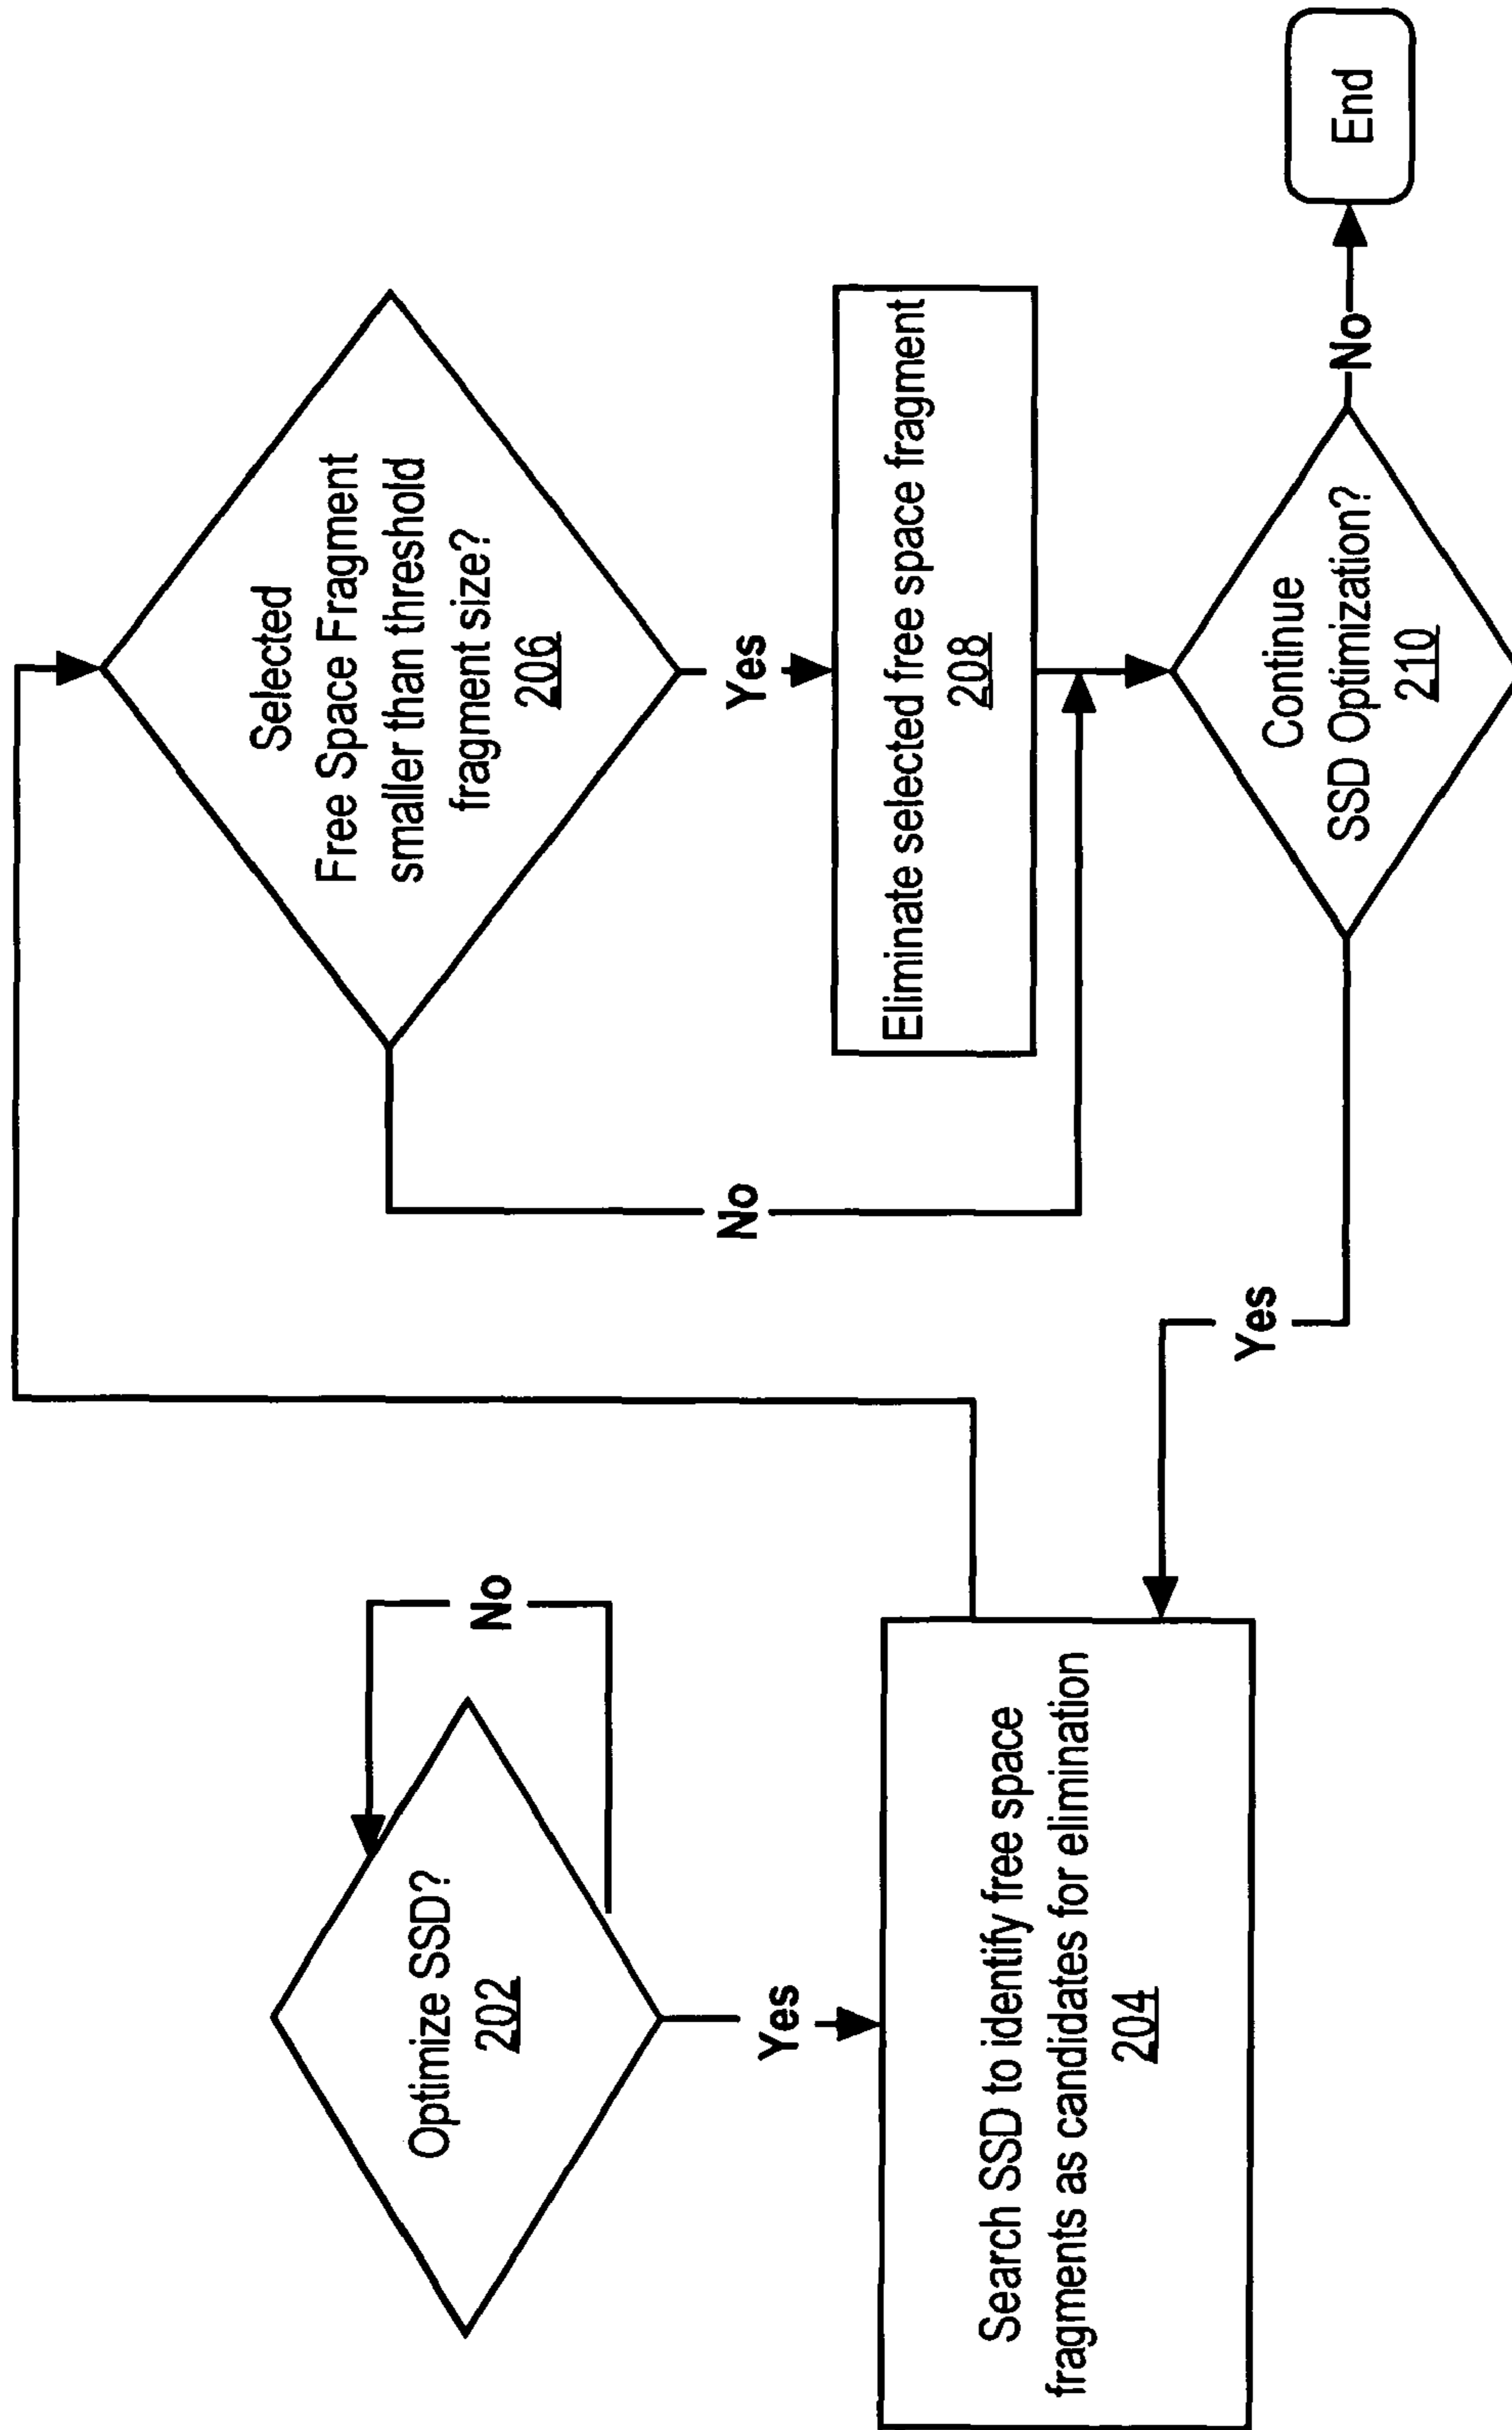 Optimize SSD?
202
No
Yes
Search SSD to identify free space
fragments as candidates for elimination
204
Selected
Free Space Fragment
smaller than threshold
fragment size?
206
No
Yes
Eliminate selected free space fragment
208
Continue
SSD Optimization?
210
Yes
No
End